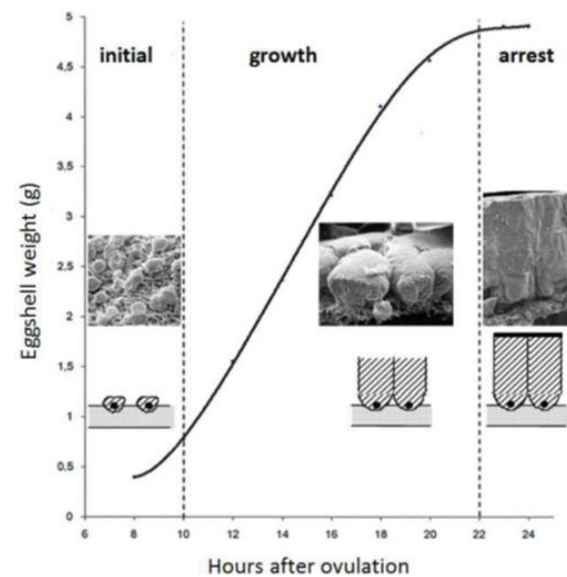 initial growth arrest
5
4,5
4
3,5
3
2,5
2
1,5
1
0,5
0
Eggshell weight (g)
6 8 10 12 14 16 18 20 22 24
Hours after ovulation